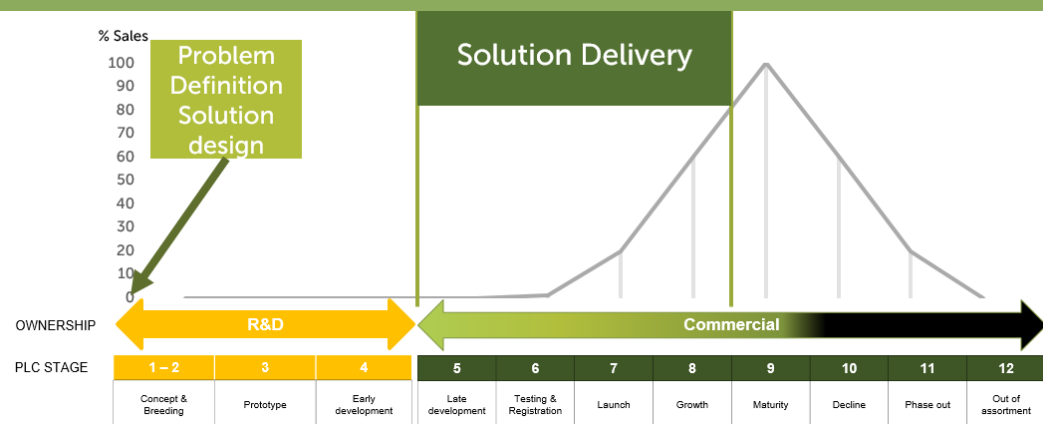 % Sales
100
90
80
70
60
50
40
30
20
10
0
Problem
Definition
Solution
design
Solution Delivery
OWNERSHIP
R&D
Commercial
PLC STAGE
1 – 2
3
4
5
6
7
8
9
10
11
12
Concept &
Breeding
Prototype
Early
development
Late
development
Testing &
Registration
Launch
Growth
Maturity
Decline
Phase out
Out of
assortment